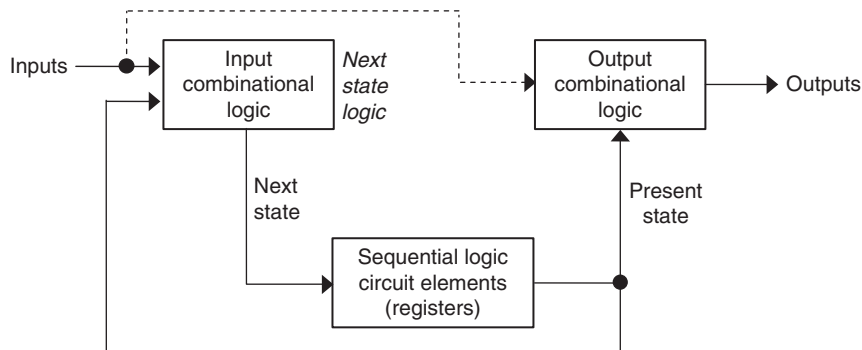 Inputs
Input
combinational
logic
Next
state
logic
Output
combinational
logic
Outputs
Next
state
Present
state
Sequential logic
circuit elements
(registers)